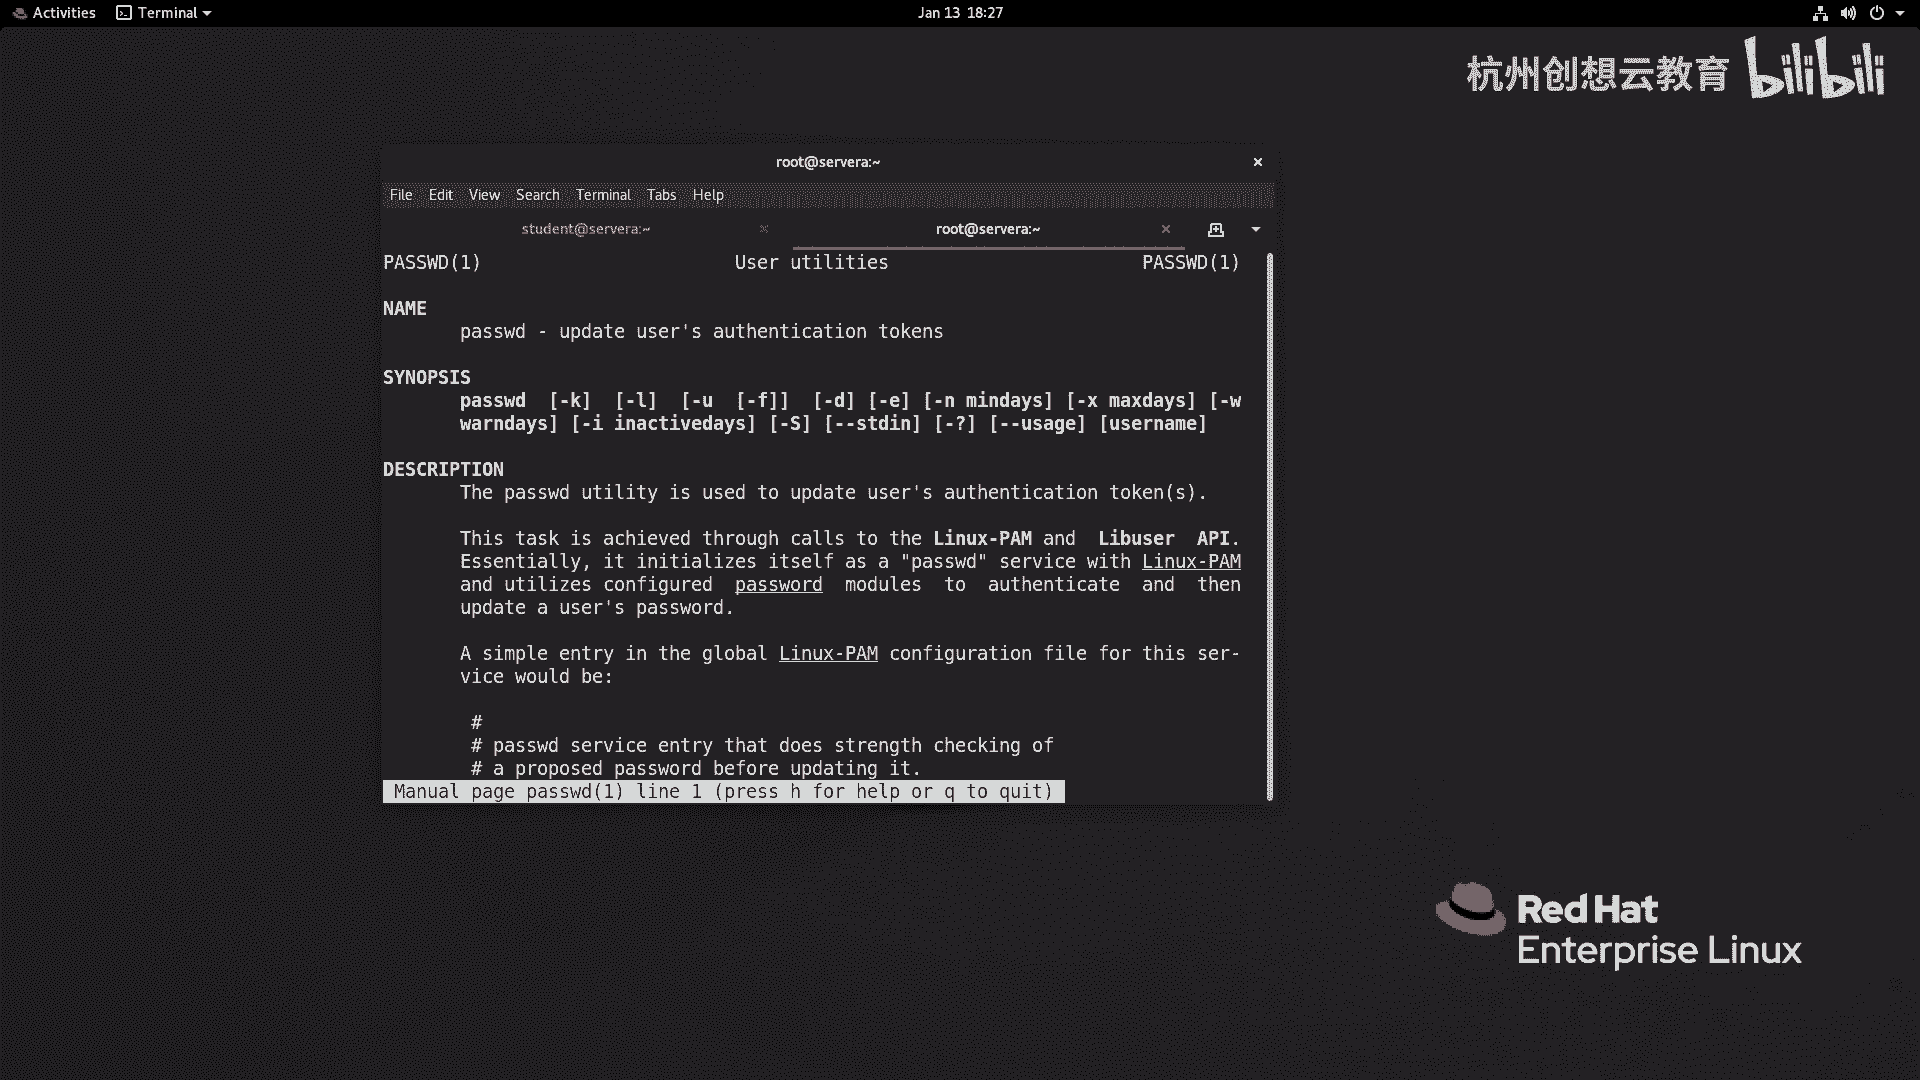 Activities
Terminal
Jan 13 18:27
杭州创想云教育 bilibili
root@servera:~
File Edit View Search Terminal Tabs Help
student@servera:~
root@servera:~
PASSWD(1) User utilities PASSWD(1)
NAME
passwd - update user's authentication tokens
SYNOPSIS
passwd [-k] [-l] [-u [-f]] [-d] [-e] [-n mindays] [-x maxdays] [-w
warndays] [-i inactivedays] [-S] [--stdin] [-?] [--usage] [username]
DESCRIPTION
The passwd utility is used to update user's authentication token(s).
This task is achieved through calls to the Linux-PAM and Libuser API.
Essentially, it initializes itself as a "passwd" service with Linux-PAM
and utilizes configured password modules to authenticate and then
update a user's password.
A simple entry in the global Linux-PAM configuration file for this ser-
vice would be:
#
# passwd service entry that does strength checking of
# a proposed password before updating it.
Manual page passwd(1) line 1 (press h for help or q to quit)
Red Hat
Enterprise Linux